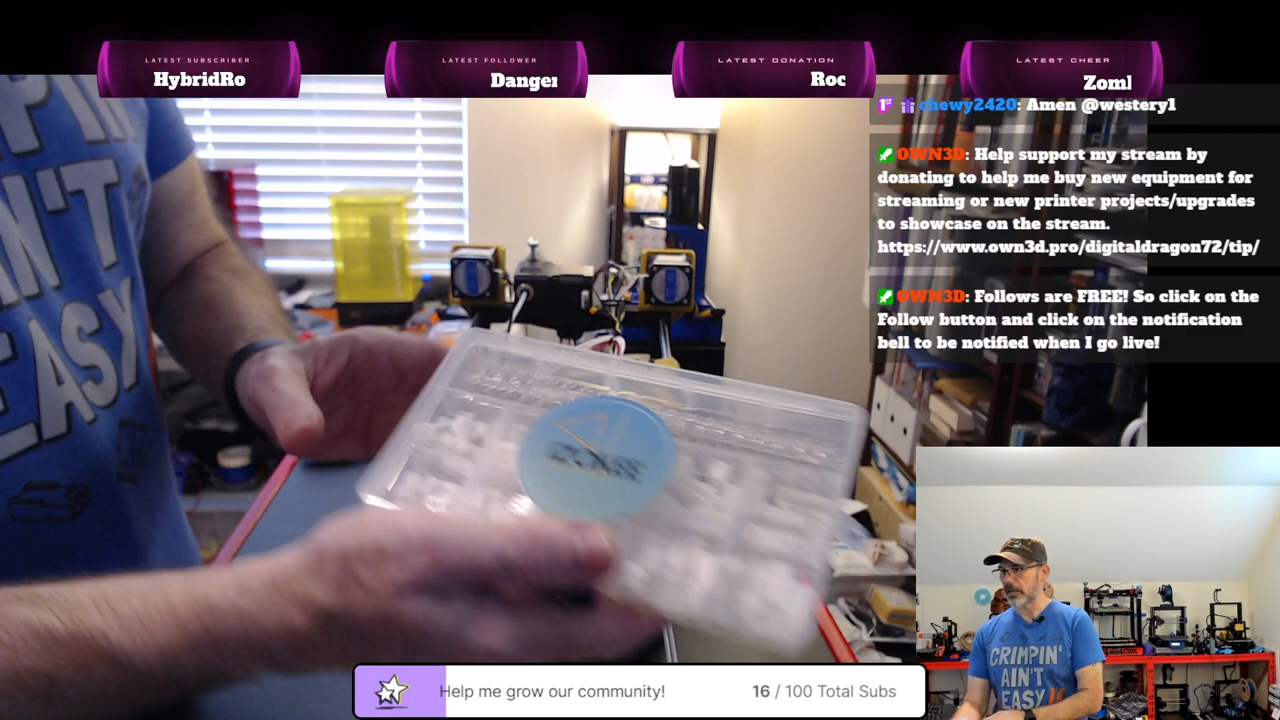 LATEST SUBSCRIBER
HybridRo
LATEST FOLLOWER
Danger
LATEST DONATION
Roc
LATEST CHEER
Zoml
1ST chewy2420: Amen @westery1
OWN3D: Help support my stream by
donating to help me buy new equipment for
streaming or new printer projects/upgrades
to showcase on the stream.
https://www.own3d.pro/digitaldragon72/tip/
OWN3D: Follows are FREE! So click on the
Follow button and click on the notification
bell to be notified when I go live!
AIN'T
EASY
Help me grow our community!
16 / 100 Total Subs
CRIMPIN'
AIN'T
EASY